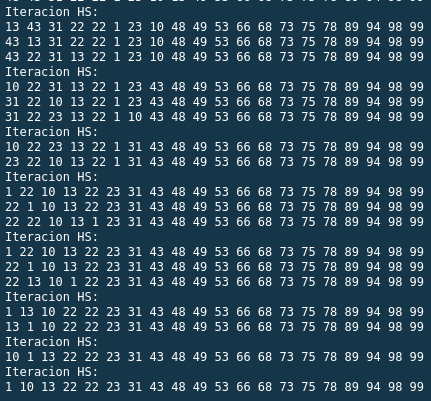 Iteracion HS:
13 43 31 22 22 1 23 10 48 49 53 66 68 73 75 78 89 94 98 99
43 13 31 22 22 1 23 10 48 49 53 66 68 73 75 78 89 94 98 99
43 22 31 13 22 1 23 10 48 49 53 66 68 73 75 78 89 94 98 99
Iteracion HS:
10 22 31 13 22 1 23 43 48 49 53 66 68 73 75 78 89 94 98 99
31 22 10 13 22 1 23 43 48 49 53 66 68 73 75 78 89 94 98 99
31 22 23 13 22 1 10 43 48 49 53 66 68 73 75 78 89 94 98 99
Iteracion HS:
10 22 23 13 22 1 31 43 48 49 53 66 68 73 75 78 89 94 98 99
23 22 10 13 22 1 31 43 48 49 53 66 68 73 75 78 89 94 98 99
Iteracion HS:
1 22 10 13 22 23 31 43 48 49 53 66 68 73 75 78 89 94 98 99
22 1 10 13 22 23 31 43 48 49 53 66 68 73 75 78 89 94 98 99
22 22 10 13 1 23 31 43 48 49 53 66 68 73 75 78 89 94 98 99
Iteracion HS:
1 22 10 13 22 23 31 43 48 49 53 66 68 73 75 78 89 94 98 99
22 1 10 13 22 23 31 43 48 49 53 66 68 73 75 78 89 94 98 99
22 13 10 1 22 23 31 43 48 49 53 66 68 73 75 78 89 94 98 99
Iteracion HS:
1 13 10 22 22 23 31 43 48 49 53 66 68 73 75 78 89 94 98 99
13 1 10 22 22 23 31 43 48 49 53 66 68 73 75 78 89 94 98 99
Iteracion HS:
10 1 13 22 22 23 31 43 48 49 53 66 68 73 75 78 89 94 98 99
Iteracion HS:
1 10 13 22 22 23 31 43 48 49 53 66 68 73 75 78 89 94 98 99